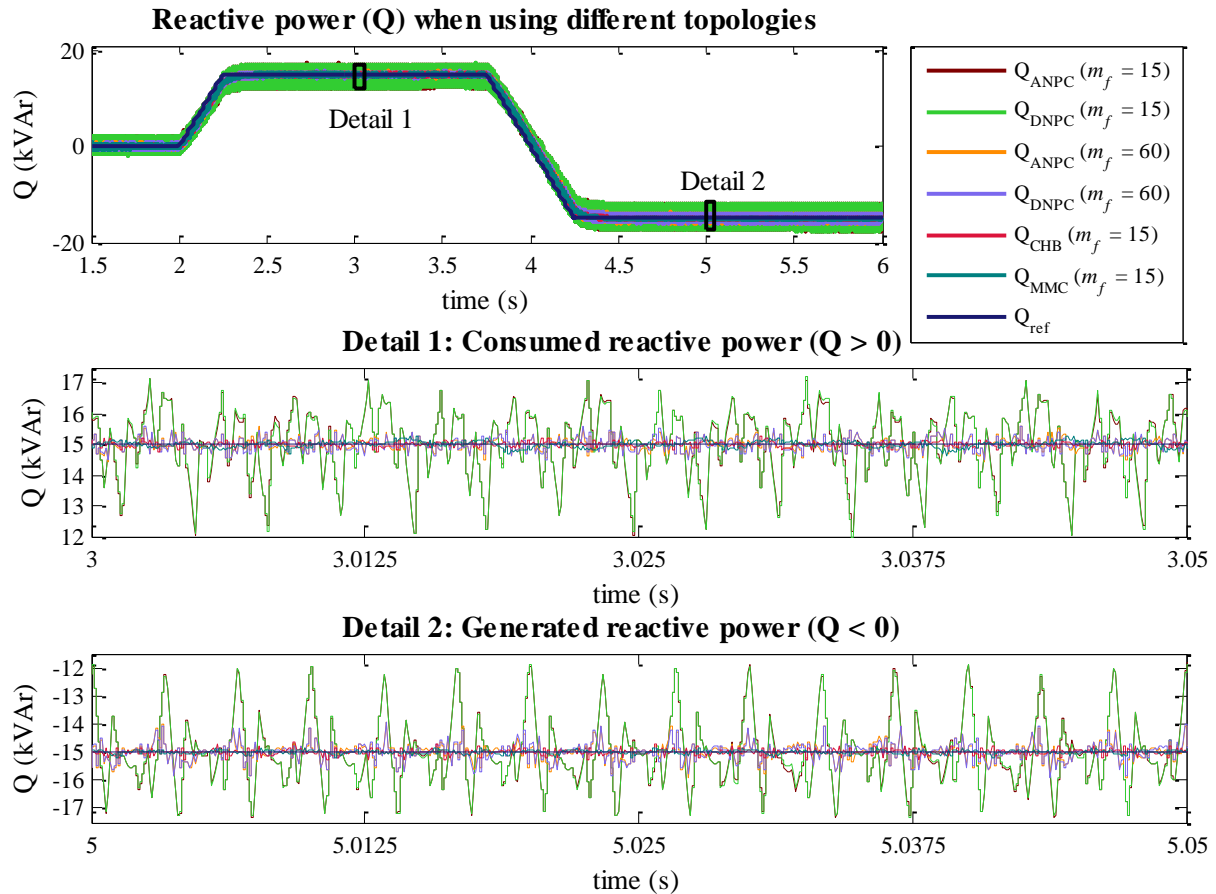 Reactive power (Q) when using different topologies
Q (kVAr)
20
0
-20
1.5 2 2.5 3 3.5 4 4.5 5 5.5 6
time (s)
Detail 1
Detail 2
Q_ANPC (m_f = 15)
Q_DNPC (m_f = 15)
Q_ANPC (m_f = 60)
Q_DNPC (m_f = 60)
Q_CHB (m_f = 15)
Q_MMC (m_f = 15)
Q_ref
Detail 1: Consumed reactive power (Q > 0)
Q (kVAr)
17
16
15
14
13
12
3 3.0125 3.025 3.0375 3.05
time (s)
Detail 2: Generated reactive power (Q < 0)
Q (kVAr)
-12
-13
-14
-15
-16
-17
5 5.0125 5.025 5.0375 5.05
time (s)